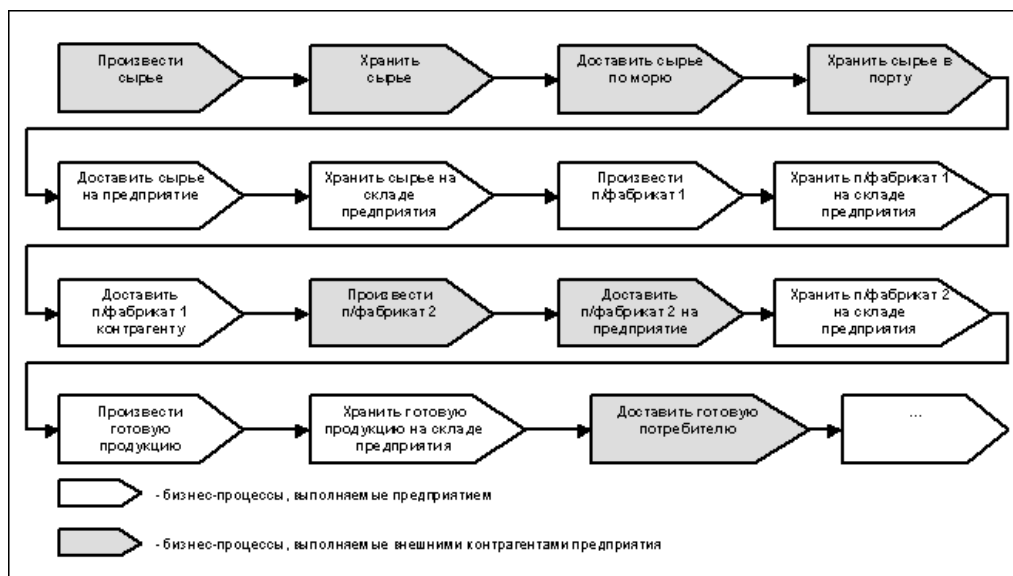 Произвести
сырье
Хранить
сырье
Доставить сырье
по морю
Хранить сырье в
порту
Доставить сырье
на предприятие
Хранить сырье на
складе
предприятия
Произвести
п/фабрикат 1
Хранить п/фабрикат 1
на складе
предприятия
Доставить
п/фабрикат 1
контрагенту
Произвести
п/фабрикат 2
Доставить
п/фабрикат 2 на
предприятие
Хранить п/фабрикат 2
на складе
предприятия
Произвести
готовую
продукцию
Хранить готовую
продукцию на складе
предприятия
Доставить готовую
потребителю
...
- бизнес-процессы, выполняемые предприятием
- бизнес-процессы, выполняемые внешними контрагентами предприятия